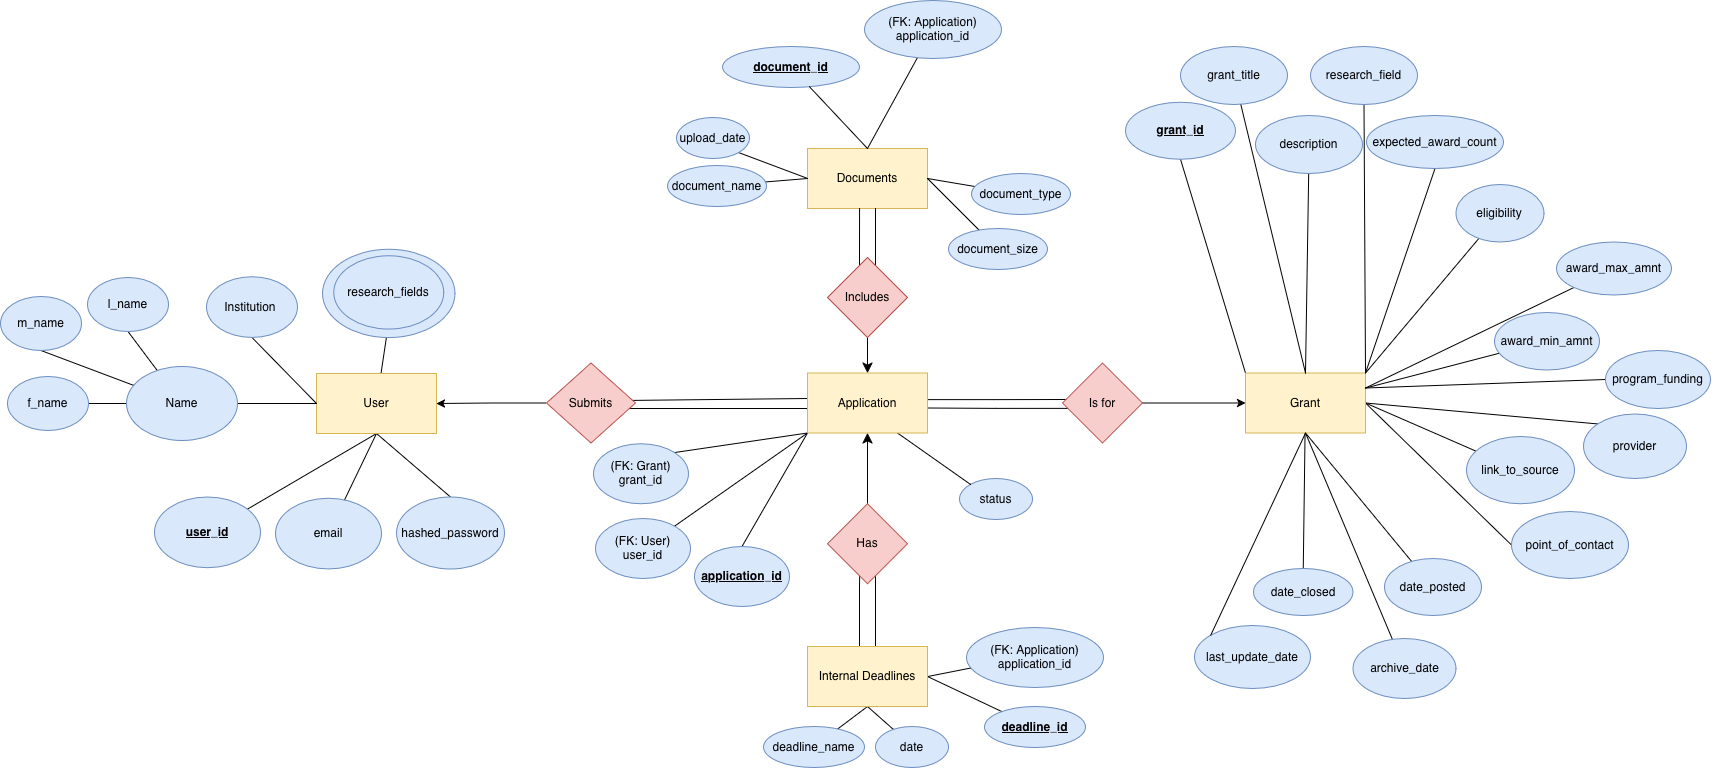 (FK: Application)
application_id
document_id
upload_date
document_name
Documents
document_type
document_size
Includes
grant_title
research_field
grant_id
description
expected_award_count
eligibility
award_max_amnt
award_min_amnt
program_funding
provider
link_to_source
point_of_contact
Grant
date_closed
date_posted
last_update_date
archive_date
m_name
l_name
Institution
research_fields
f_name
Name
User
user_id
email
hashed_password
Submits
Application
Is for
(FK: Grant)
grant_id
(FK: User)
user_id
application_id
status
Has
Internal Deadlines
(FK: Application)
application_id
deadline_id
deadline_name
date